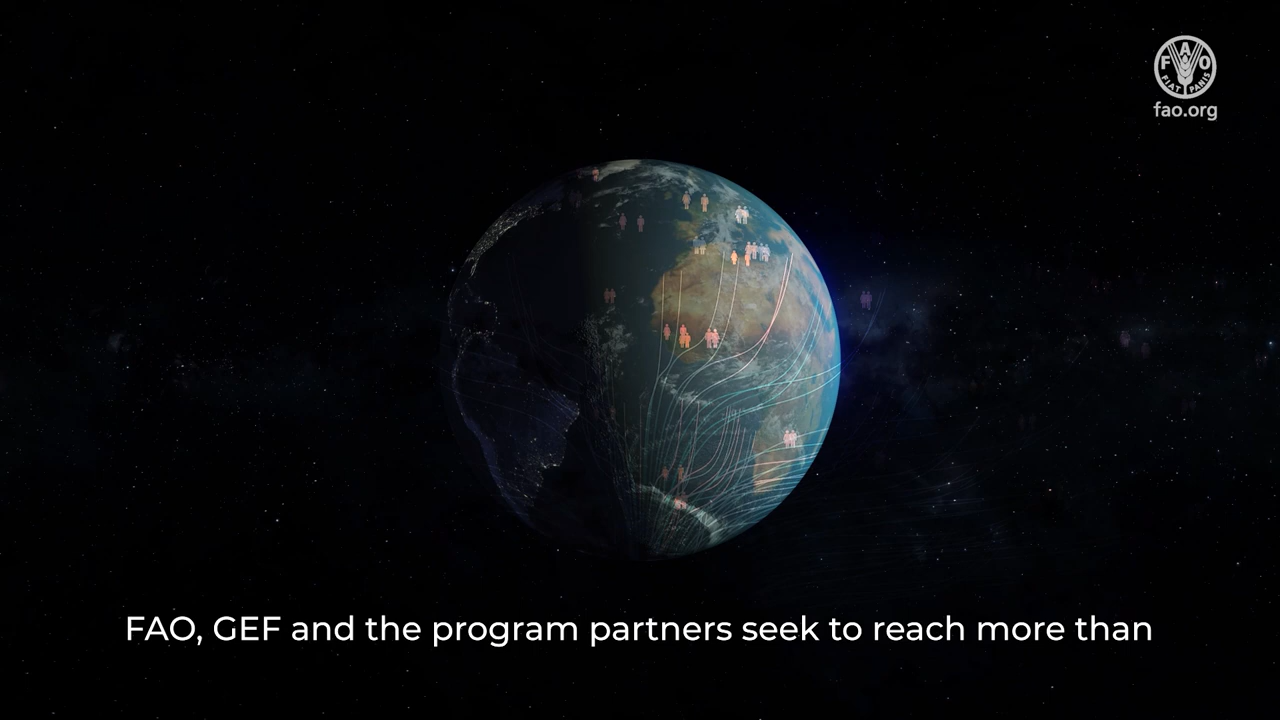 FAO
FIAT PANIS
fao.org
FAO, GEF and the program partners seek to reach more than